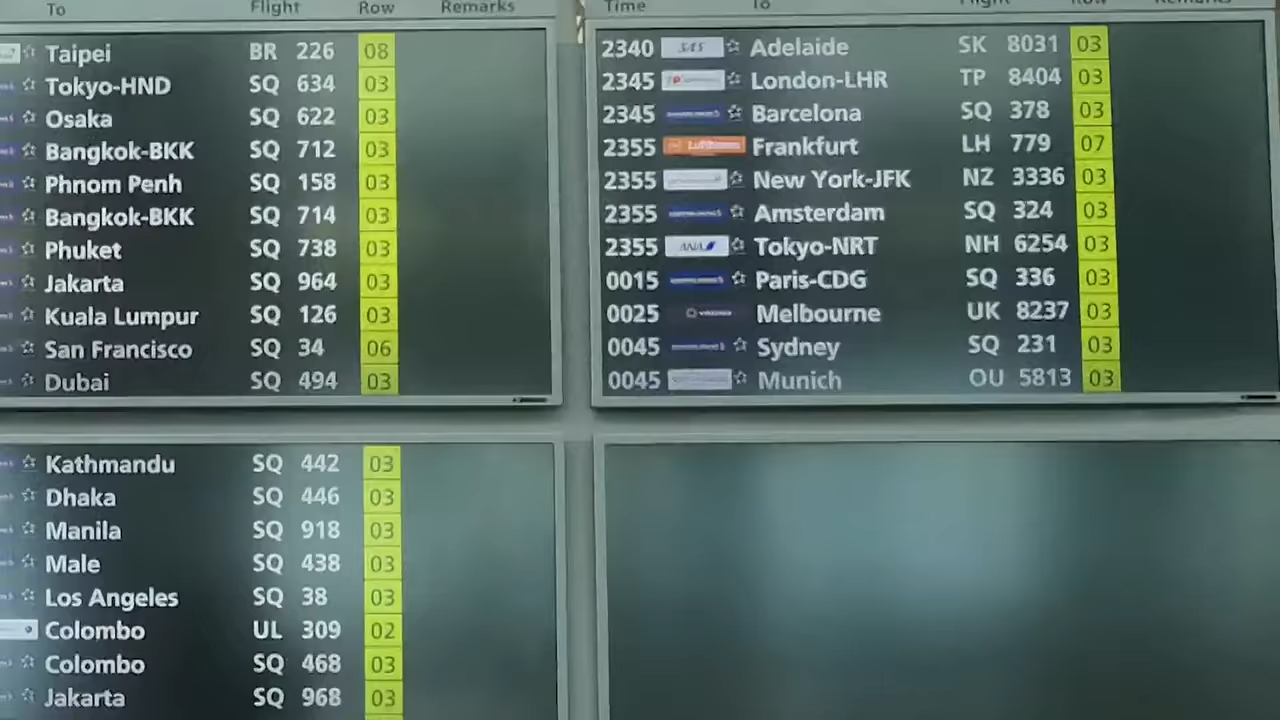 To Flight Row Remarks
Taipei BR 226 08
Tokyo-HND SQ 634 03
Osaka SQ 622 03
Bangkok-BKK SQ 712 03
Phnom Penh SQ 158 03
Bangkok-BKK SQ 714 03
Phuket SQ 738 03
Jakarta SQ 964 03
Kuala Lumpur SQ 126 03
San Francisco SQ 34 06
Dubai SQ 494 03
Kathmandu SQ 442 03
Dhaka SQ 446 03
Manila SQ 918 03
Male SQ 438 03
Los Angeles SQ 38 03
Colombo UL 309 02
Colombo SQ 468 03
Jakarta SQ 968 03
Time To Flight Row Remarks
2340 SAS Adelaide SK 8031 03
2345 London-LHR TP 8404 03
2345 Barcelona SQ 378 03
2355 Lufthansa Frankfurt LH 779 07
2355 New York-JFK NZ 3336 03
2355 Amsterdam SQ 324 03
2355 ANA Tokyo-NRT NH 6254 03
0015 Paris-CDG SQ 336 03
0025 Melbourne UK 8237 03
0045 Sydney SQ 231 03
0045 Munich OU 5813 03